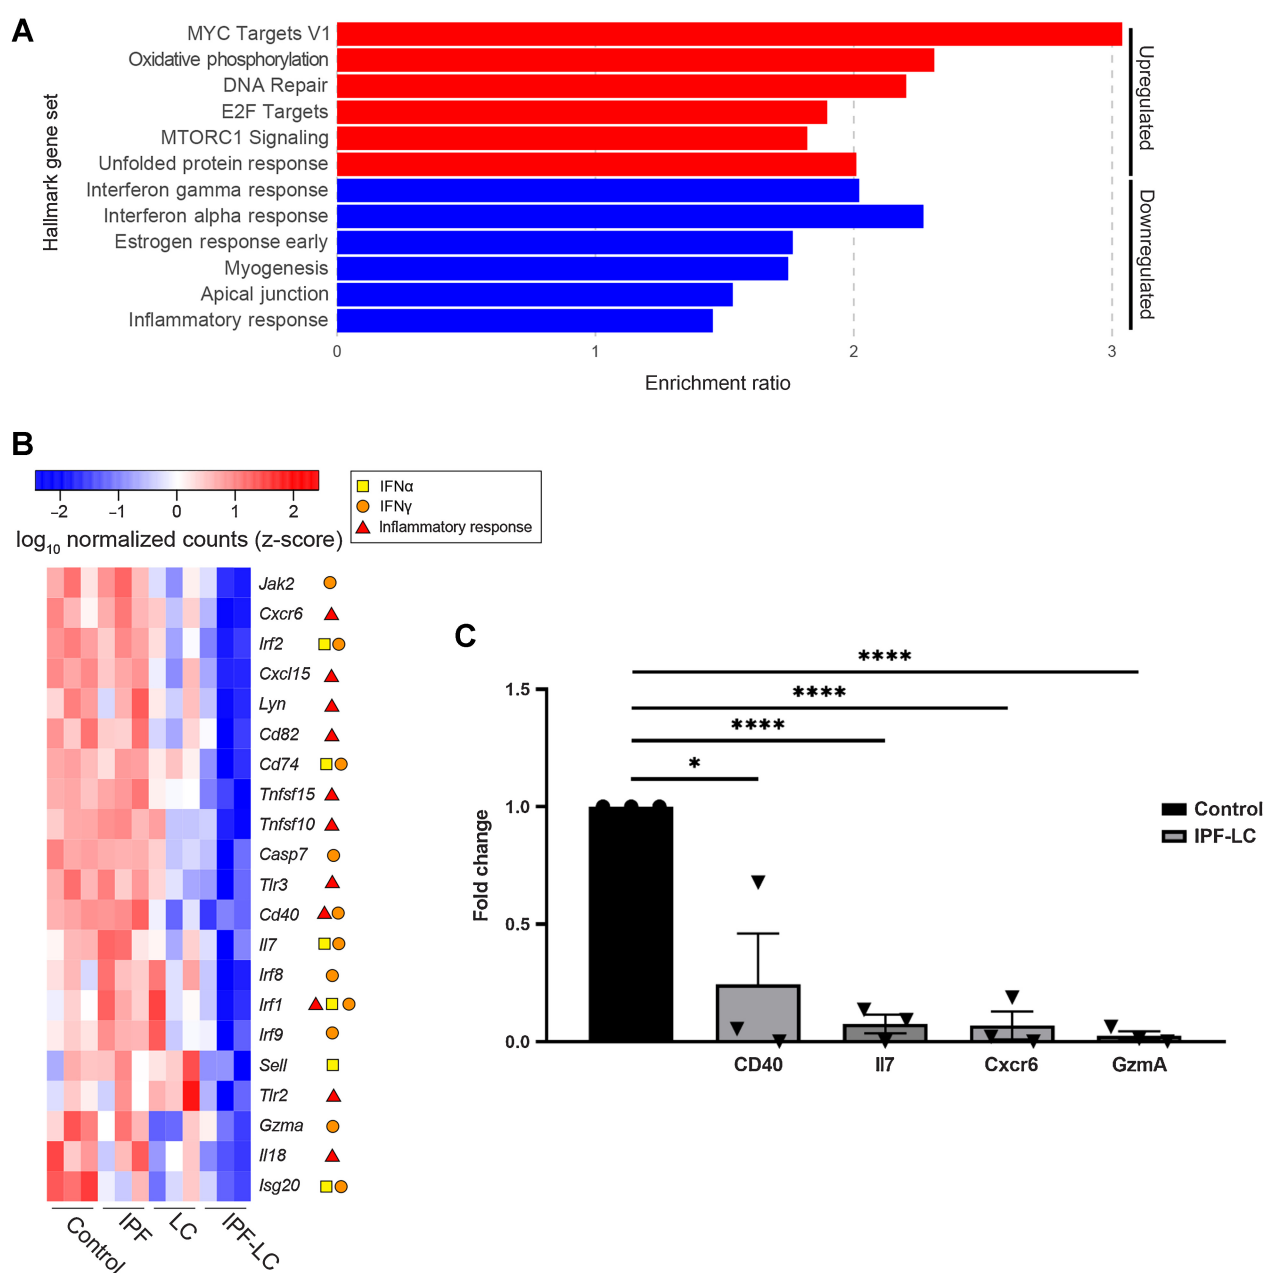 A
MYC Targets V1
Oxidative phosphorylation
DNA Repair
E2F Targets
MTORC1 Signaling
Unfolded protein response
Interferon gamma response
Interferon alpha response
Estrogen response early
Myogenesis
Apical junction
Inflammatory response
Hallmark gene set
Upregulated
Downregulated
0 1 2 3
Enrichment ratio
B
−2 −1 0 1 2
log10 normalized counts (z-score)
IFNα
IFNγ
Inflammatory response
Jak2
Cxcr6
Irf2
Cxcl15
Lyn
Cd82
Cd74
Tnfsf15
Tnfsf10
Casp7
Tlr3
Cd40
Il7
Irf8
Irf1
Irf9
Sell
Tlr2
Gzma
Il18
Isg20
Control IPF LC IPF-LC
C
****
****
****
*
1.5
1.0
0.5
0.0
Fold change
CD40 Il7 Cxcr6 GzmA
Control
IPF-LC